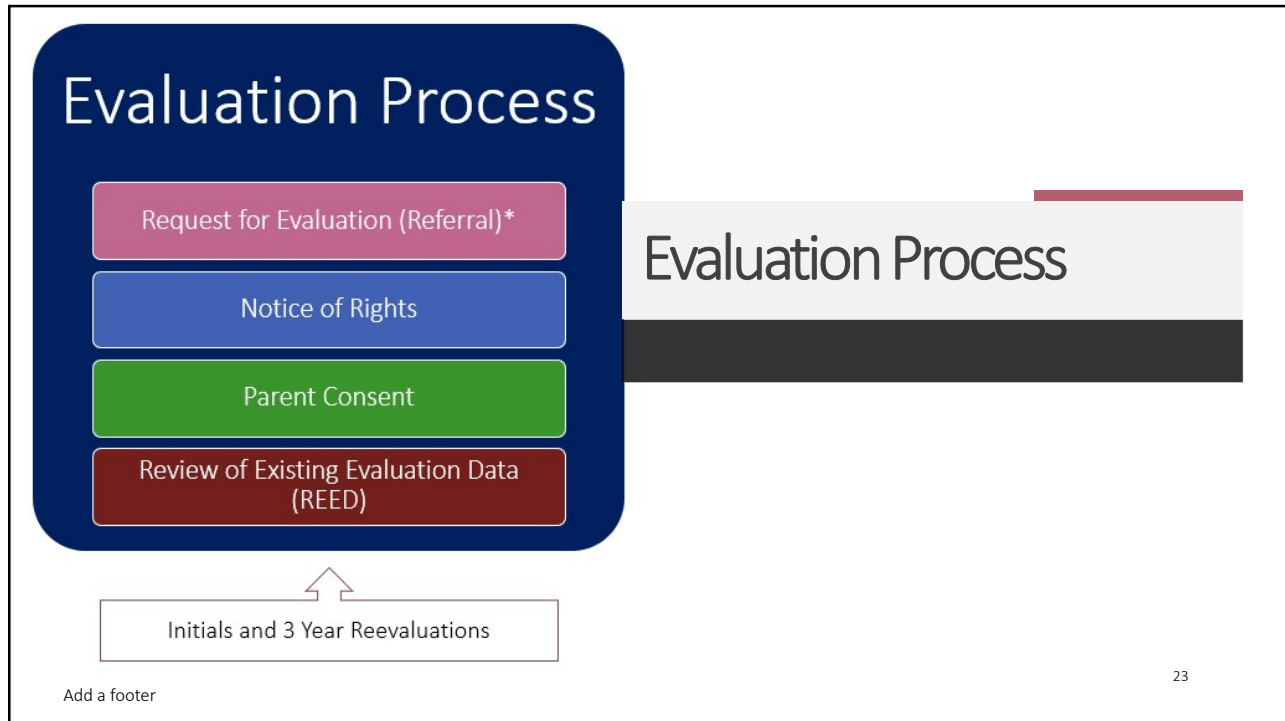 Evaluation Process
Request for Evaluation (Referral)*
Notice of Rights
Parent Consent
Review of Existing Evaluation Data
(REED)
Initials and 3 Year Reevaluations
Evaluation Process
Add a footer
23